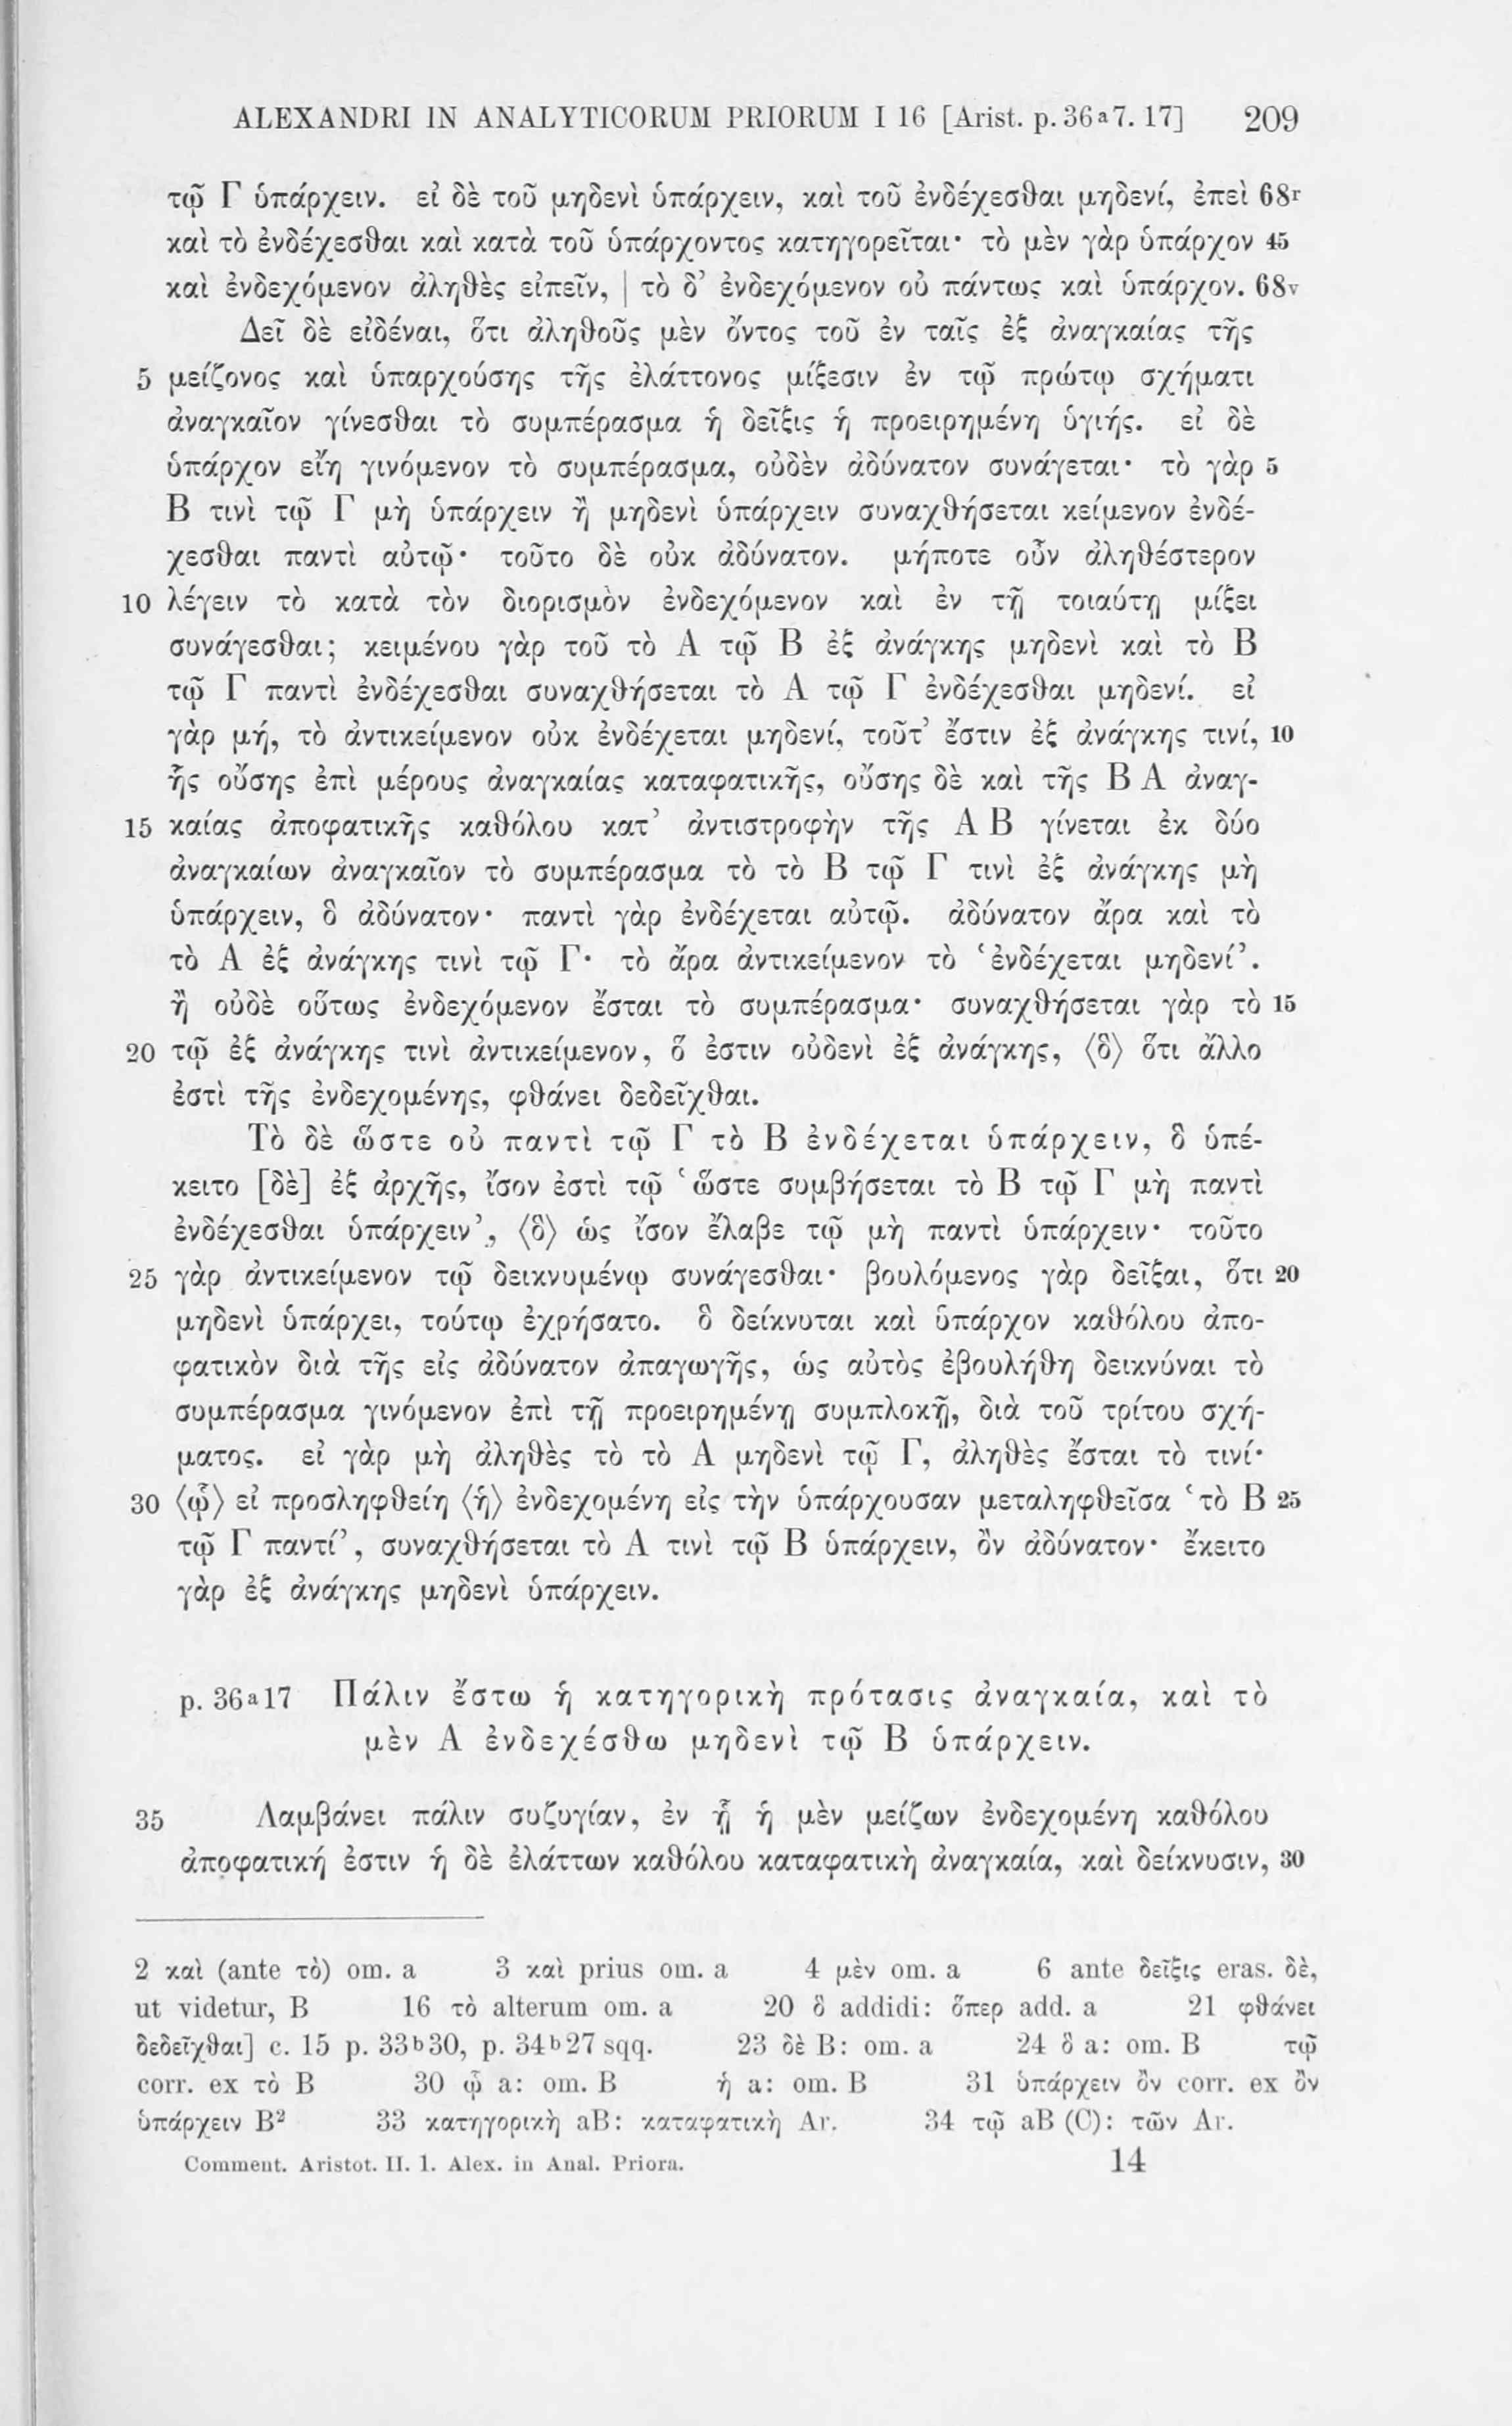 ALEXANDRI IN ANALYTICORUM PRIORUM I 16 [Arist. p. 36 a 7. 17] 209
τῷ Γ ὑπάρχειν. εἰ δὲ τοῦ μηδενὶ ὑπάρχειν, καὶ τοῦ ἐνδέχεσθαι μηδενί, ἐπεὶ 68r
καὶ τὸ ἐνδέχεσθαι καὶ κατὰ τοῦ ὑπάρχοντος κατηγορεῖται· τὸ μὲν γὰρ ὑπάρχον 45
καὶ ἐνδεχόμενον ἀληθὲς εἰπεῖν, | τὸ δ’ ἐνδεχόμενον οὐ πάντως καὶ ὑπάρχον. 68v
Δεῖ δὲ εἰδέναι, ὅτι ἀληθοῦς μὲν ὄντος τοῦ ἐν ταῖς ἐξ ἀναγκαίας τῆς
5 μείζονος καὶ ὑπαρχούσης τῆς ἐλάττονος μίξεσιν ἐν τῷ πρώτῳ σχήματι
ἀναγκαῖον γίνεσθαι τὸ συμπέρασμα ἡ δεῖξις ἡ προειρημένη ὑγιής. εἰ δὲ
ὑπάρχον εἴη γινόμενον τὸ συμπέρασμα, οὐδὲν ἀδύνατον συνάγεται· τὸ γὰρ 5
Β τινὶ τῷ Γ μὴ ὑπάρχειν ἢ μηδενὶ ὑπάρχειν συναχθήσεται κείμενον ἐνδέ-
χεσθαι παντὶ αὐτῷ· τοῦτο δὲ οὐκ ἀδύνατον. μήποτε οὖν ἀληθέστερον
10 λέγειν τὸ κατὰ τὸν διορισμὸν ἐνδεχόμενον καὶ ἐν τῇ τοιαύτῃ μίξει
συνάγεσθαι; κειμένου γὰρ τοῦ τὸ Α τῷ Β ἐξ ἀνάγκης μηδενὶ καὶ τὸ Β
τῷ Γ παντὶ ἐνδέχεσθαι συναχθήσεται τὸ Α τῷ Γ ἐνδέχεσθαι μηδενί. εἰ
γὰρ μή, τὸ ἀντικείμενον οὐκ ἐνδέχεται μηδενί, τοῦτ’ ἔστιν ἐξ ἀνάγκης τινί, 10
ἧς οὔσης ἐπὶ μέρους ἀναγκαίας καταφατικῆς, οὔσης δὲ καὶ τῆς Β Α ἀναγ-
15 καίας ἀποφατικῆς καθόλου κατ’ ἀντιστροφὴν τῆς Α Β γίνεται ἐκ δύο
ἀναγκαίων ἀναγκαῖον τὸ συμπέρασμα τὸ τὸ Β τῷ Γ τινὶ ἐξ ἀνάγκης μὴ
ὑπάρχειν, ὃ ἀδύνατον· παντὶ γὰρ ἐνδέχεται αὐτῷ. ἀδύνατον ἄρα καὶ τὸ
τὸ Α ἐξ ἀνάγκης τινὶ τῷ Γ· τὸ ἄρα ἀντικείμενον τὸ ‘ἐνδέχεται μηδενί’.
ἢ οὐδὲ οὕτως ἐνδεχόμενον ἔσται τὸ συμπέρασμα· συναχθήσεται γὰρ τὸ 15
20 τῷ ἐξ ἀνάγκης τινὶ ἀντικείμενον, ὅ ἐστιν οὐδενὶ ἐξ ἀνάγκης, ⟨ὃ⟩ ὅτι ἄλλο
ἐστὶ τῆς ἐνδεχομένης, φθάνει δεδεῖχθαι.
Τὸ δὲ ὥστε οὐ παντὶ τῷ Γ τὸ Β ἐνδέχεται ὑπάρχειν, ὃ ὑπέ-
κειτο [δὲ] ἐξ ἀρχῆς, ἴσον ἐστὶ τῷ ‘ὥστε συμβήσεται τὸ Β τῷ Γ μὴ παντὶ
ἐνδέχεσθαι ὑπάρχειν’, ⟨ὃ⟩ ὡς ἴσον ἔλαβε τῷ μὴ παντὶ ὑπάρχειν· τοῦτο
25 γὰρ ἀντικείμενον τῷ δεικνυμένῳ συνάγεσθαι· βουλόμενος γὰρ δεῖξαι, ὅτι 20
μηδενὶ ὑπάρχει, τούτῳ ἐχρήσατο. ὃ δείκνυται καὶ ὑπάρχον καθόλου ἀπο-
φατικὸν διὰ τῆς εἰς ἀδύνατον ἀπαγωγῆς, ὡς αὐτὸς ἐβουλήθη δεικνύναι τὸ
συμπέρασμα γινόμενον ἐπὶ τῇ προειρημένῃ συμπλοκῇ, διὰ τοῦ τρίτου σχή-
ματος. εἰ γὰρ μὴ ἀληθὲς τὸ τὸ Α μηδενὶ τῷ Γ, ἀληθὲς ἔσται τὸ τινί·
30 ⟨ᾧ⟩ εἰ προσληφθείη ⟨ἡ⟩ ἐνδεχομένη εἰς τὴν ὑπάρχουσαν μεταληφθεῖσα ‘τὸ Β 25
τῷ Γ παντί’, συναχθήσεται τὸ Α τινὶ τῷ Β ὑπάρχειν, ὂν ἀδύνατον· ἔκειτο
γὰρ ἐξ ἀνάγκης μηδενὶ ὑπάρχειν.
p. 36 a 17 Πάλιν ἔστω ἡ κατηγορικὴ πρότασις ἀναγκαία, καὶ τὸ
μὲν Α ἐνδεχέσθω μηδενὶ τῷ Β ὑπάρχειν.
35 Λαμβάνει πάλιν συζυγίαν, ἐν ᾗ ἡ μὲν μείζων ἐνδεχομένη καθόλου
ἀποφατική ἐστιν ἡ δὲ ἐλάττων καθόλου καταφατικὴ ἀναγκαία, καὶ δείκνυσιν, 30
2 καὶ (ante τὸ) om. a 3 καὶ prius om. a 4 μὲν om. a 6 ante δεῖξις eras. δὲ,
ut videtur, B 16 τὸ alterum om. a 20 ὃ addidi: ὅπερ add. a 21 φθάνει
δεδεῖχθαι] c. 15 p. 33 b 30, p. 34 b 27 sqq. 23 δὲ B: om. a 24 ὃ a: om. B τῷ
corr. ex τὸ B 30 ᾧ a: om. B ἡ a: om. B 31 ὑπάρχειν ὂν corr. ex ὂν
ὑπάρχειν B² 33 κατηγορικὴ aB: καταφατικὴ Ar. 34 τῷ aB (C): τῶν Ar.
Comment. Aristot. II. 1. Alex. in Anal. Priora. 14